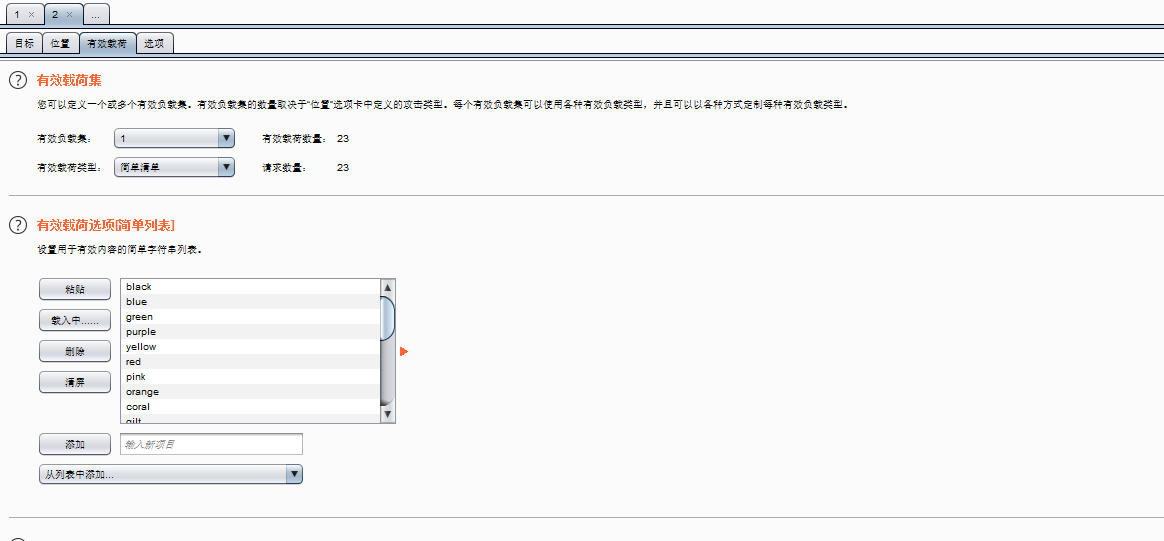 1 × 2 × ...
目标 位置 有效载荷 选项
? 有效载荷集
您可以定义一个或多个有效负载集。有效负载集的数量取决于“位置”选项卡中定义的攻击类型。每个有效负载集可以使用各种有效负载类型，并且可以以各种方式定制每种有效负载类型。
有效负载集： 1 有效载荷数量： 23
有效载荷类型： 简单清单 请求数量： 23
? 有效载荷选项[简单列表]
设置用于有效内容的简单字符串列表。
粘贴
载入中......
删除
清屏
black
blue
green
purple
yellow
red
pink
orange
coral
gilt
添加 输入新项目
从列表中添加...